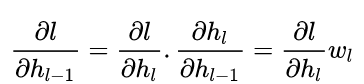 ∂l/∂h_{l−1} = ∂l/∂h_l . ∂h_l/∂h_{l−1} = ∂l/∂h_l w_l